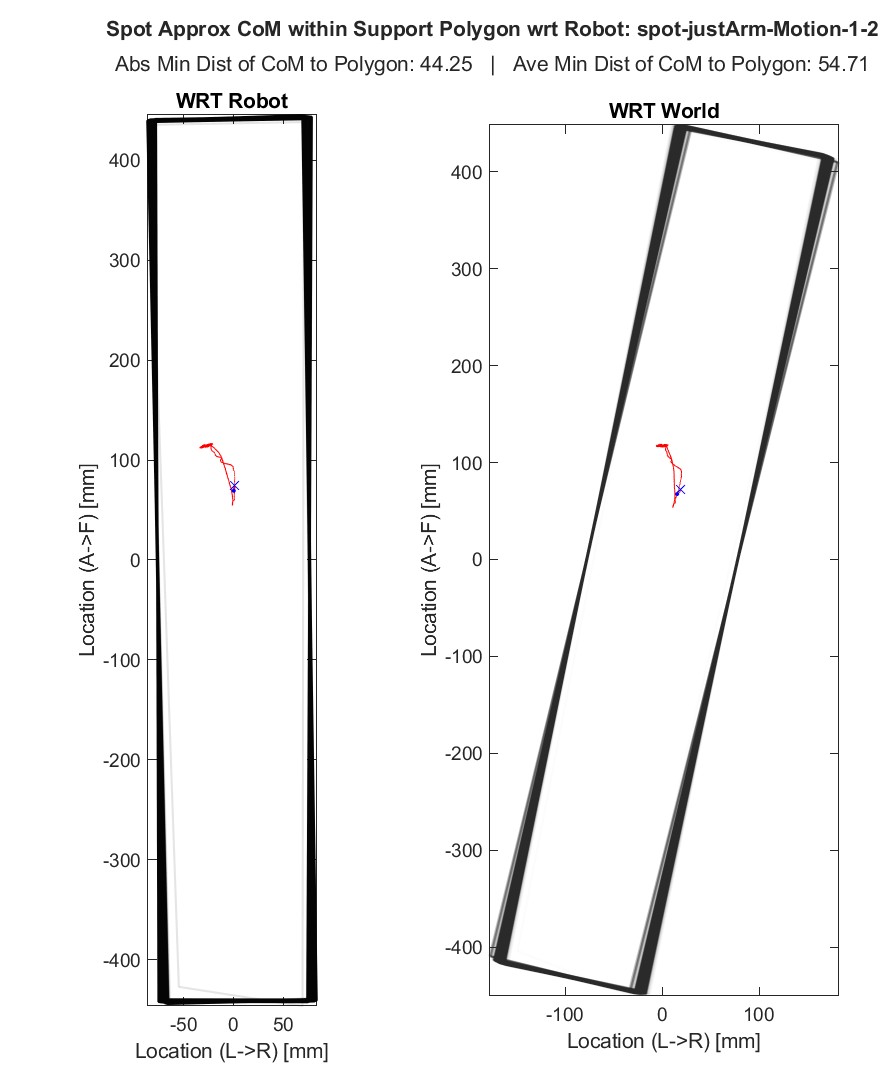 Spot Approx CoM within Support Polygon wrt Robot: spot-justArm-Motion-1-2
Abs Min Dist of CoM to Polygon: 44.25 | Ave Min Dist of CoM to Polygon: 54.71
WRT Robot
400
300
200
100
0
-100
-200
-300
-400
-50 0 50
Location (A->F) [mm]
Location (L->R) [mm]
WRT World
400
300
200
100
0
-100
-200
-300
-400
-100 0 100
Location (A->F) [mm]
Location (L->R) [mm]